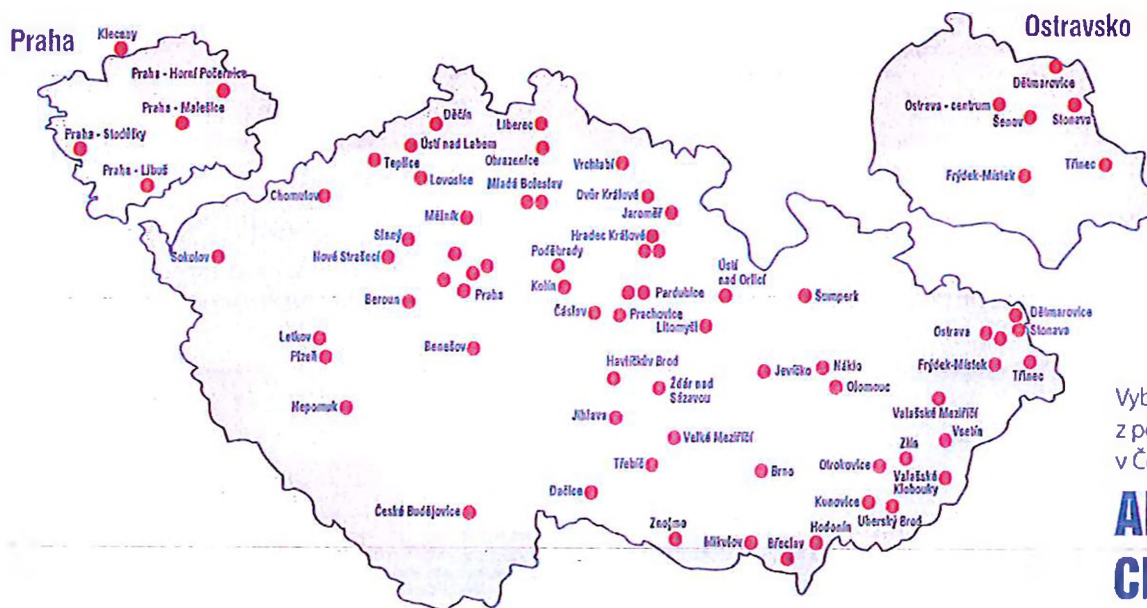 Praha
Klecany
Praha - Horní Počernice
Praha - Malešice
Praha - Stodůlky
Praha - Libuš
Ostravsko
Dětmarovice
Ostrava - centrum
Šenov
Stonava
Třinec
Frýdek-Místek
Děčín
Liberec
Ústí nad Labem
Ohrazenice
Vrchlabí
Teplice
Lovosice
Mladá Boleslav
Chomutov
Dvůr Králové
Mělník
Jaroměř
Slaný
Hradec Králové
Sokolov
Nové Strašecí
Poděbrady
Ústí
nad Orlicí
Praha
Kolín
Pardubice
Šumperk
Beroun
Čáslav
Prachovice
Litomyšl
Dětmarovice
Stonava
Ostrava
Letkov
Plzeň
Benešov
Havlíčkův Brod
Jevíčko
Náklo
Frýdek-Místek
Třinec
Žďár nad
Sázavou
Olomouc
Nepomuk
Jihlava
Valašské Meziříčí
Vsetín
Velké Meziříčí
Zlín
Třebíč
Brno
Otrokovice
Valašské
Klobouky
Dačice
Kunovice
Uherský Brod
České Budějovice
Znojmo
Mikulov
Břeclav
Hodonín
Vyb
z po
v Č